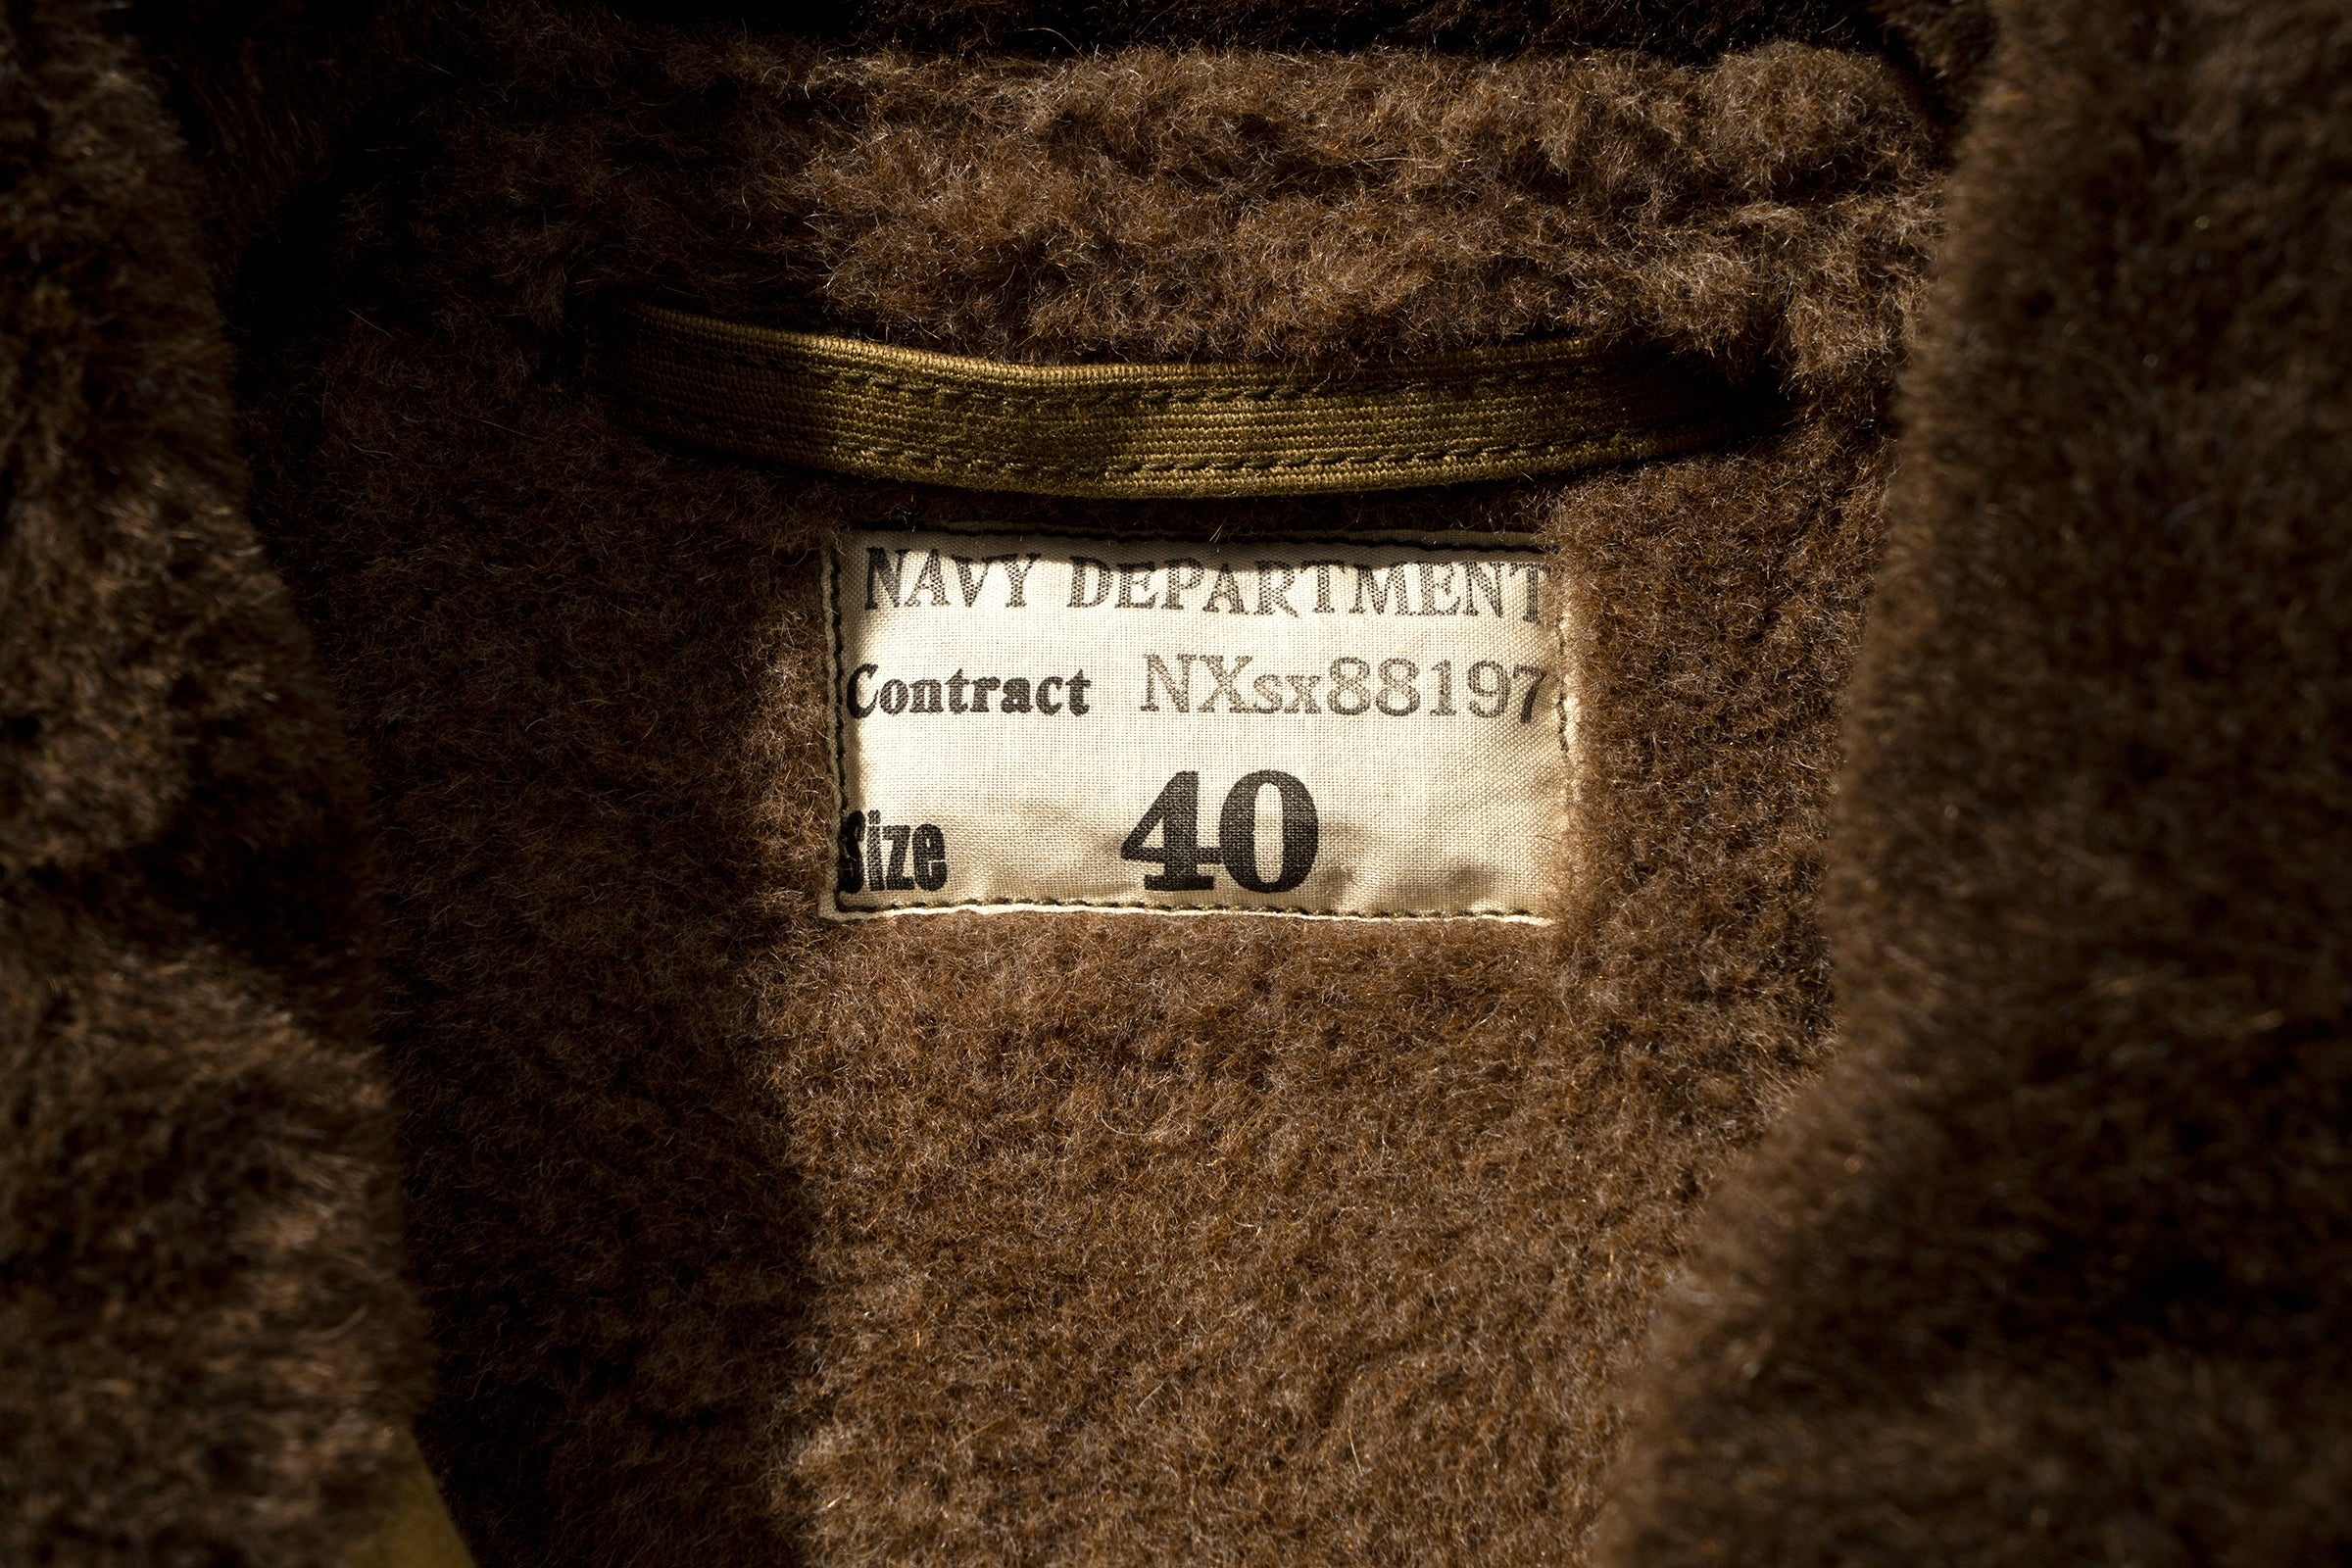 NAVY DEPARTMENT
Contract NXsx88197
Size 40